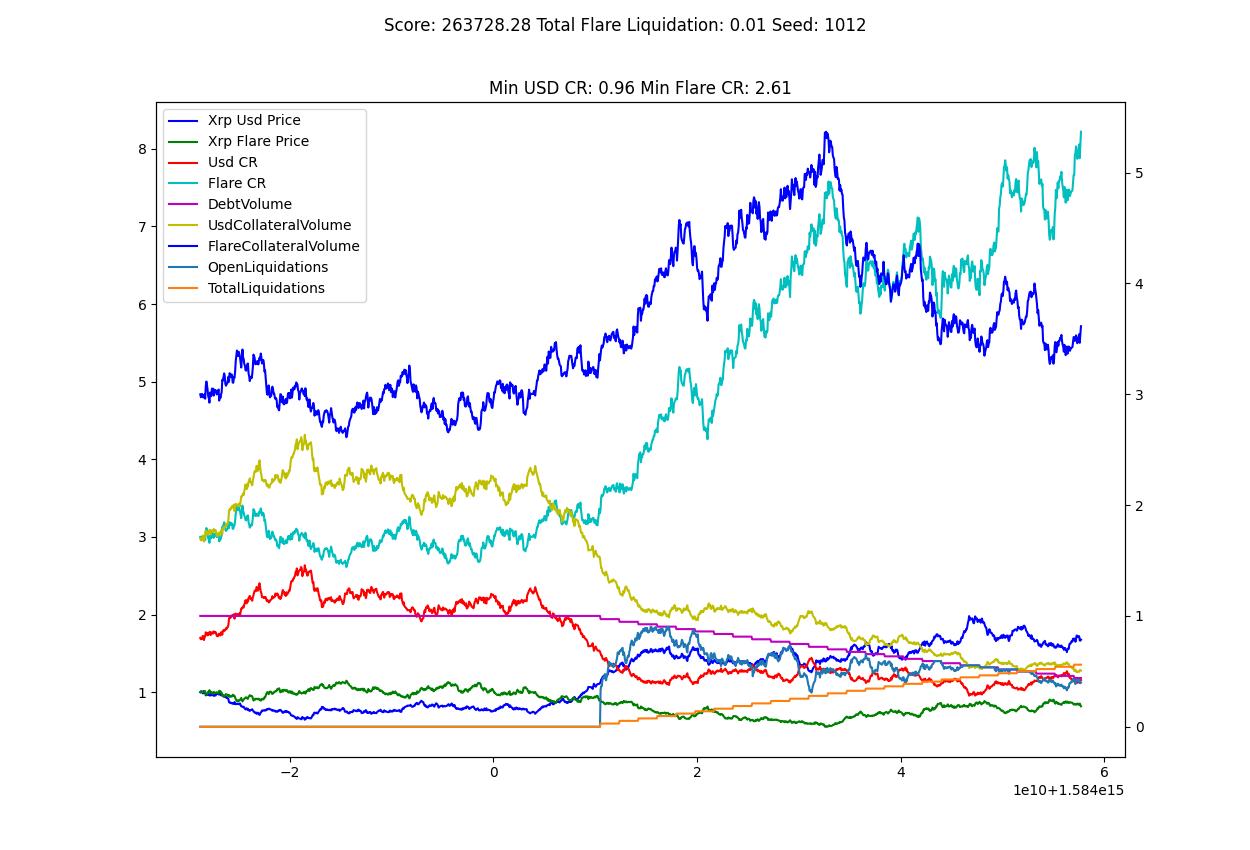 Score: 263728.28 Total Flare Liquidation: 0.01 Seed: 1012
Min USD CR: 0.96 Min Flare CR: 2.61
Xrp Usd Price
Xrp Flare Price
Usd CR
Flare CR
DebtVolume
UsdCollateralVolume
FlareCollateralVolume
OpenLiquidations
TotalLiquidations
8
7
6
5
4
3
2
1
5
4
3
2
1
0
−2
0
2
4
6
1e10+1.584e15